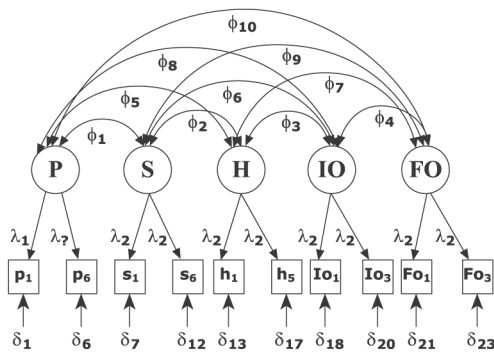 ϕ10
ϕ8 ϕ9
ϕ5 ϕ6 ϕ7
ϕ1 ϕ2 ϕ3 ϕ4
P S H IO FO
λ1 λ? λ2 λ2 λ2 λ2 λ2 λ2 λ2 λ2
p1 p6 s1 s6 h1 h5 Io1 Io3 Fo1 Fo3
δ1 δ6 δ7 δ12 δ13 δ17 δ18 δ20 δ21 δ23